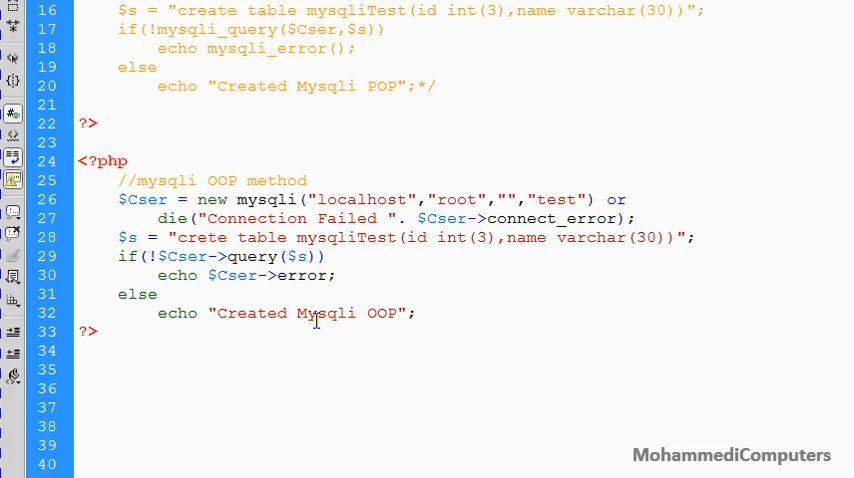 16 $s = "create table mysqliTest(id int(3),name varchar(30))";
17 if(!mysqli_query($Cser,$s))
18 echo mysqli_error();
19 else
20 echo "Created Mysqli POP";*/
21
22 ?>
23
24 <?php
25 //mysqli OOP method
26 $Cser = new mysqli("localhost","root","","test") or
27 die("Connection Failed ". $Cser->connect_error);
28 $s = "crete table mysqliTest(id int(3),name varchar(30))";
29 if(!$Cser->query($s))
30 echo $Cser->error;
31 else
32 echo "Created Mysqli OOP";
33 ?>
34
35
36
37
38
39
40
MohammediComputers